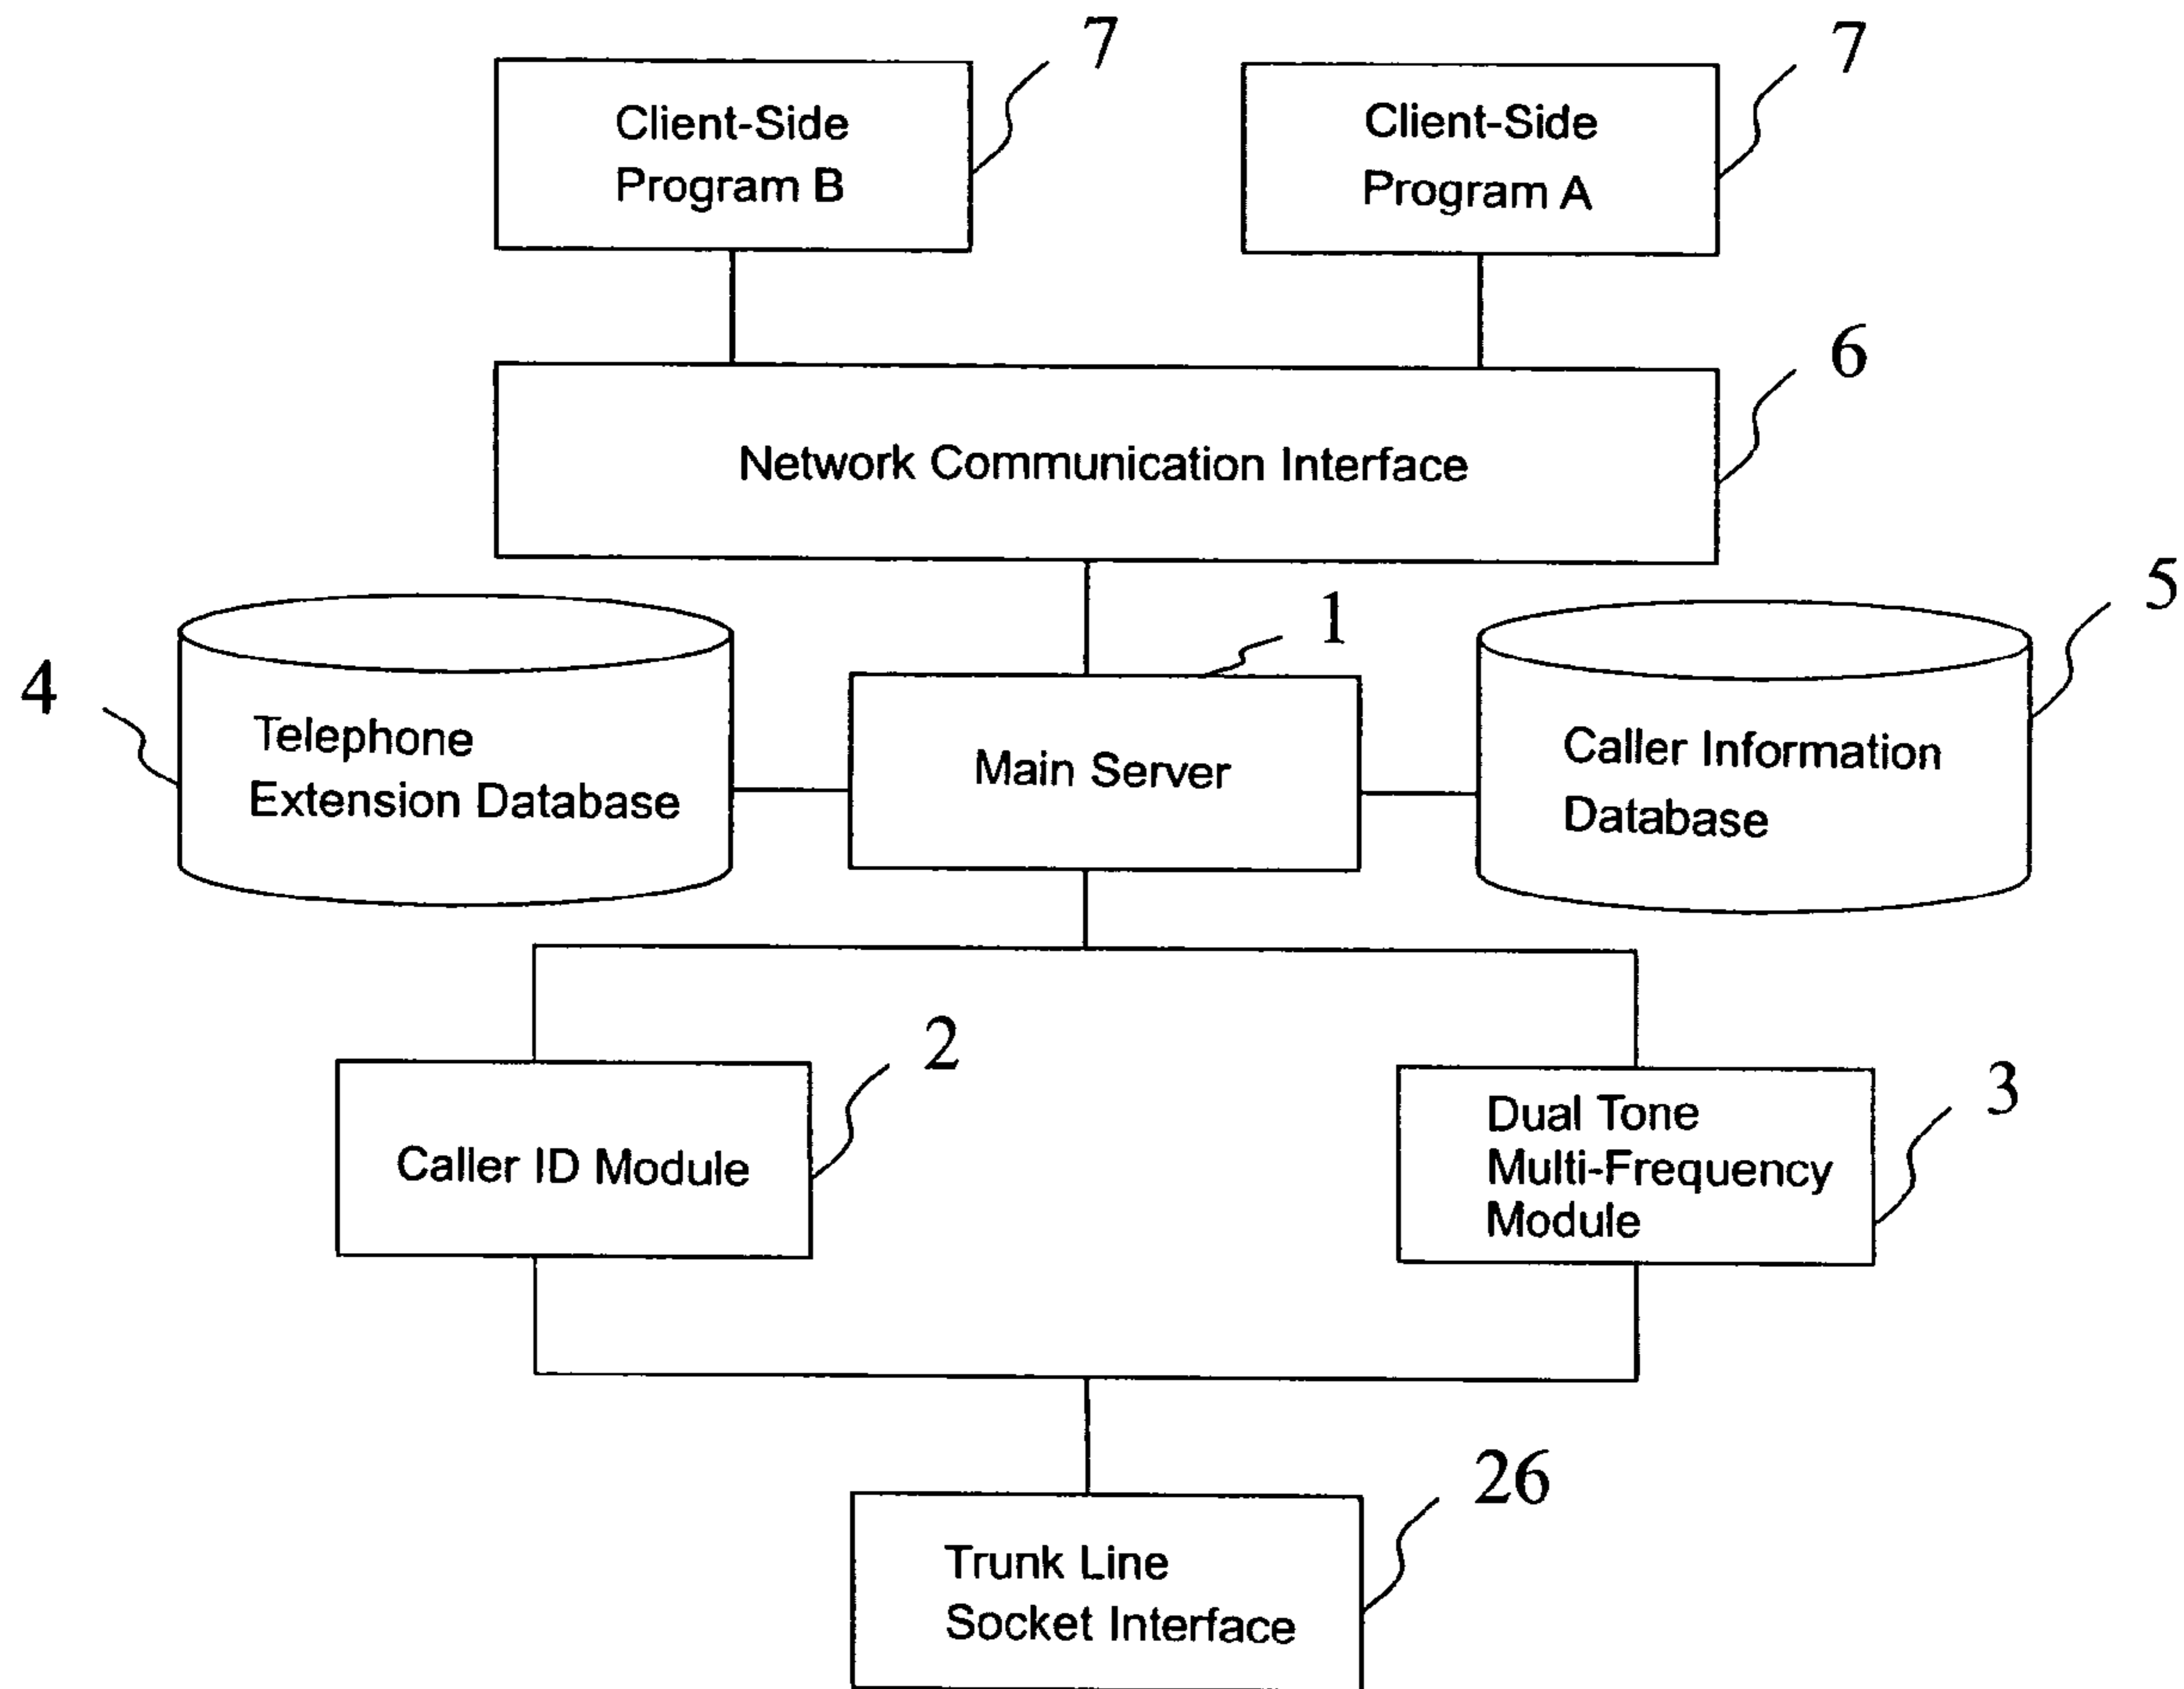 7
7
Client-Side
Program B
Client-Side
Program A
6
Network Communication Interface
5
1
4
Telephone
Extension Database
Main Server
Caller Information
Database
2
3
Caller ID Module
Dual Tone
Multi-Frequency
Module
26
Trunk Line
Socket Interface